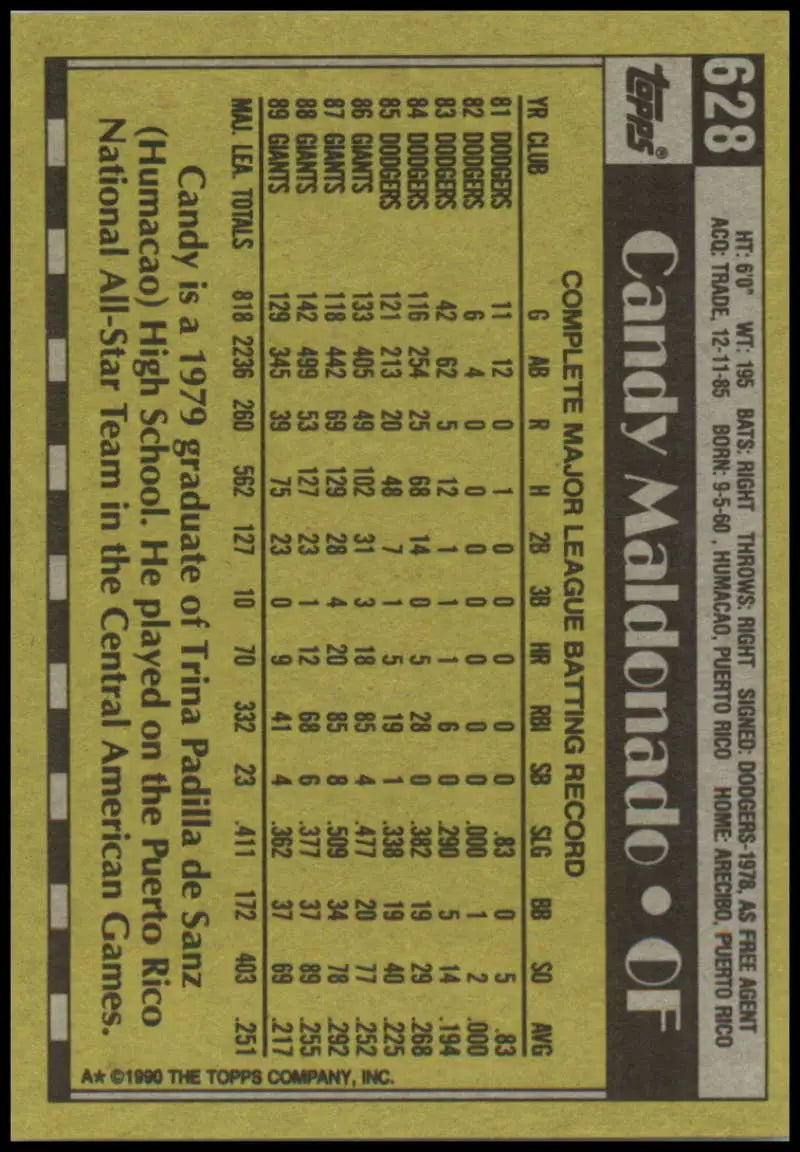 628
HT: 6'0" WT: 195 BATS: RIGHT THROWS: RIGHT SIGNED: DODGERS-1978, AS FREE AGENT
ACQ: TRADE, 12-11-85 BORN: 9-5-60, HUMACAO, PUERTO RICO HOME: ARECIBO, PUERTO RICO
TOPPS®
Candy Maldonado • OF
COMPLETE MAJOR LEAGUE BATTING RECORD
YR CLUB G AB R H 2B 3B HR RBI SB SLG BB SO AVG
81 DODGERS 11 12 0 1 0 0 0 0 0 .83 0 5 .83
82 DODGERS 6 4 0 0 0 0 0 0 0 .000 1 2 .000
83 DODGERS 42 62 5 12 1 1 1 6 0 .290 5 14 .194
84 DODGERS 116 254 25 68 14 0 5 28 0 .382 19 29 .268
85 DODGERS 121 213 20 48 7 1 5 19 1 .338 19 40 .225
86 GIANTS 133 405 49 102 31 3 18 85 4 .477 20 77 .252
87 GIANTS 118 442 69 129 28 4 20 85 8 .509 34 78 .292
88 GIANTS 142 499 53 127 23 1 12 68 6 .377 37 89 .255
89 GIANTS 129 345 39 75 23 0 9 41 4 .362 37 69 .217
MAJ. LEA. TOTALS 818 2236 260 562 127 10 70 332 23 .411 172 403 .251
Candy is a 1979 graduate of Trina Padilla de Sanz
(Humacao) High School. He played on the Puerto Rico
National All-Star Team in the Central American Games.
A* ©1990 THE TOPPS COMPANY, INC.